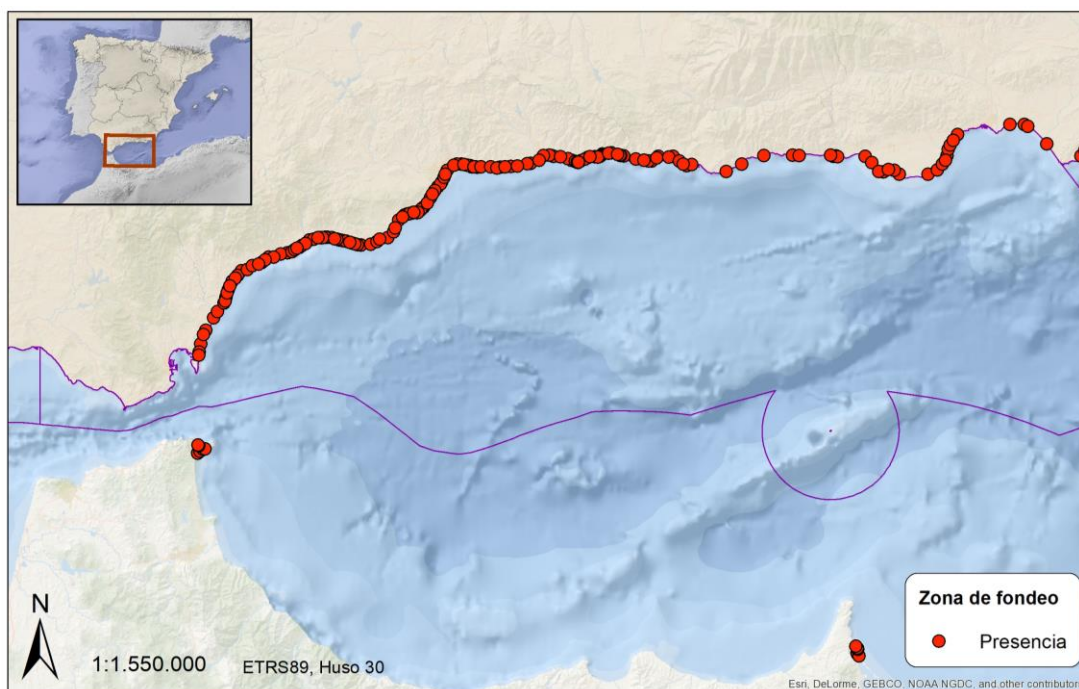 Zona de fondeo
Presencia
N
1:1.550.000
ETRS89, Huso 30
Esri, DeLorme, GEBCO, NOAA NGDC, and other contributor